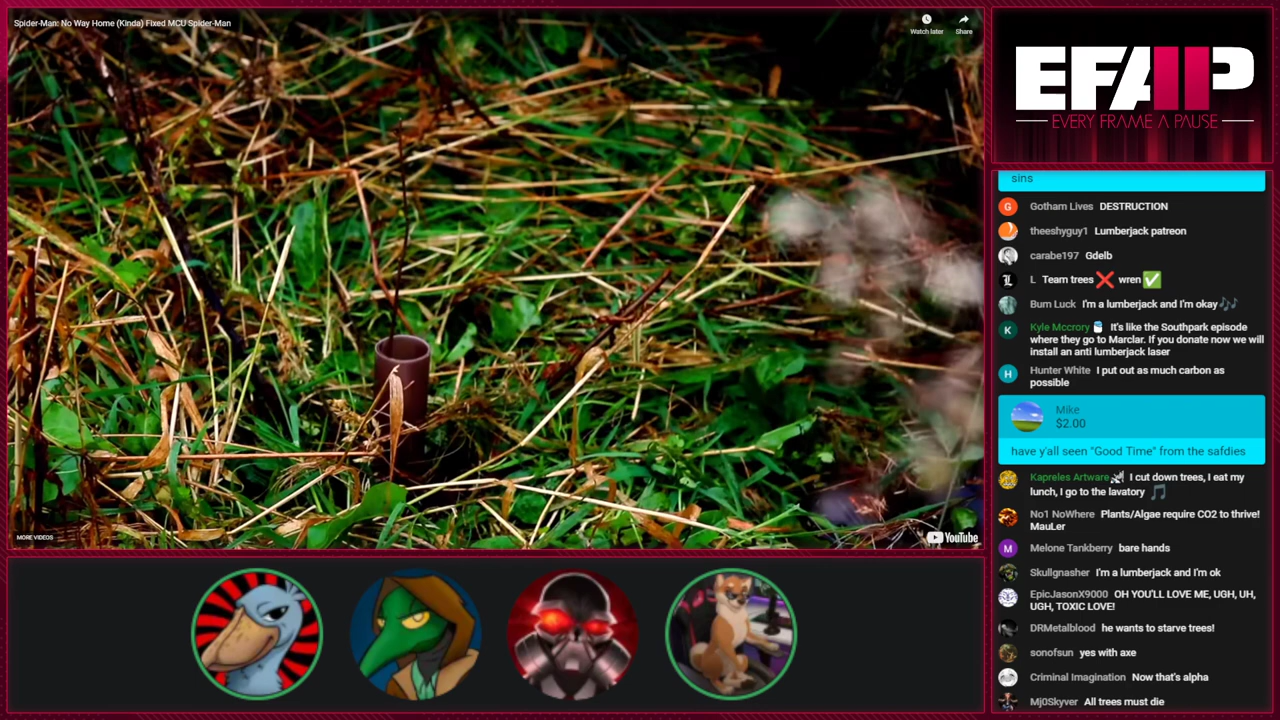 Spider-Man: No Way Home (Kinda) Fixed MCU Spider-Man
Watch later
Share
MORE VIDEOS
YouTube
EFAP
EVERY FRAME A PAUSE
sins
Gotham Lives DESTRUCTION
theeshyguy1 Lumberjack patreon
carabe197 Gdelb
L Team trees ❌ wren ✅
Bum Luck I'm a lumberjack and I'm okay🎶
Kyle Mccrory It's like the Southpark episode
where they go to Marclar. If you donate now we will
install an anti lumberjack laser
Hunter White I put out as much carbon as
possible
Mike
$2.00
have y'all seen "Good Time" from the safdies
Kapreles Artware I cut down trees, I eat my
lunch, I go to the lavatory 🎵
No1 NoWhere Plants/Algae require CO2 to thrive!
MauLer
Melone Tankberry bare hands
Skullgnasher I'm a lumberjack and I'm ok
EpicJasonX9000 OH YOU'LL LOVE ME, UGH, UH,
UGH, TOXIC LOVE!
DRMetalblood he wants to starve trees!
sonofsun yes with axe
Criminal Imagination Now that's alpha
Mj0Skyver All trees must die